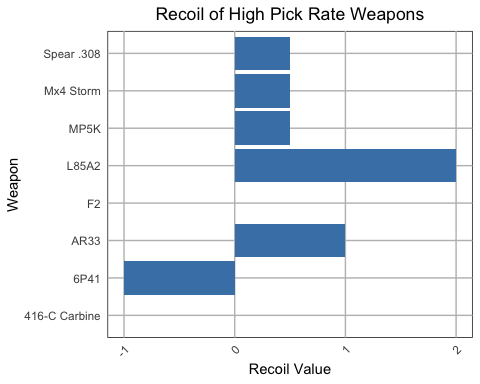 Recoil of High Pick Rate Weapons
Weapon
Spear .308
Mx4 Storm
MP5K
L85A2
F2
AR33
6P41
416-C Carbine
-1 0 1 2
Recoil Value